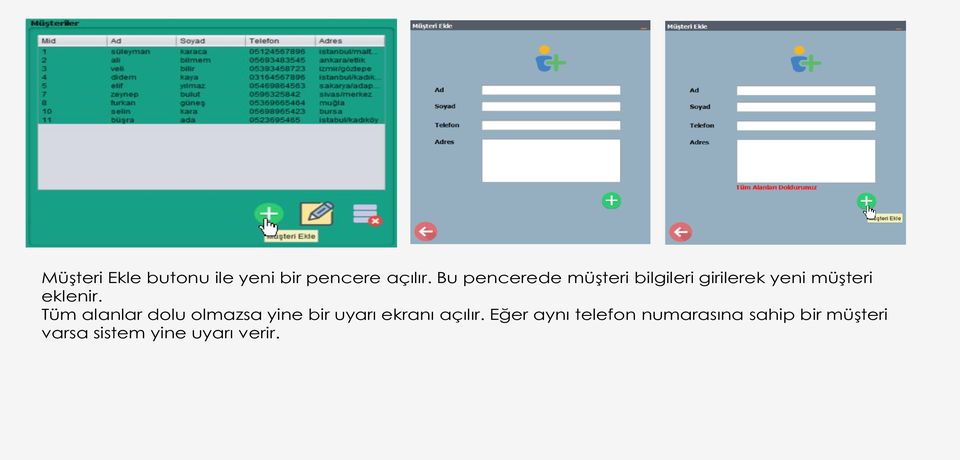 Müşteriler
Mid Ad Soyad Telefon Adres
1 süleyman karaca 05124567896 istanbul/malt...
2 ali bilmem 05693483545 ankara/etlik
3 veli bilir 05393458723 izmir/göztepe
4 didem kaya 03164567896 istanbul/kadık...
5 elif yılmaz 05469864563 sakarya/adap...
7 zeynep bulut 0596325842 sivas/merkez
8 furkan güneş 05369665464 muğla
10 selin kara 05698965423 bursa
11 büşra ada 0523695465 istabul/kadıköy
Müşteri Ekle
Müşteri Ekle
Ad
Soyad
Telefon
Adres
Müşteri Ekle
Ad
Soyad
Telefon
Adres
Tüm Alanları Doldurumuz
Müşteri Ekle
Müşteri Ekle butonu ile yeni bir pencere açılır. Bu pencerede müşteri bilgileri girilerek yeni müşteri
eklenir.
Tüm alanlar dolu olmazsa yine bir uyarı ekranı açılır. Eğer aynı telefon numarasına sahip bir müşteri
varsa sistem yine uyarı verir.